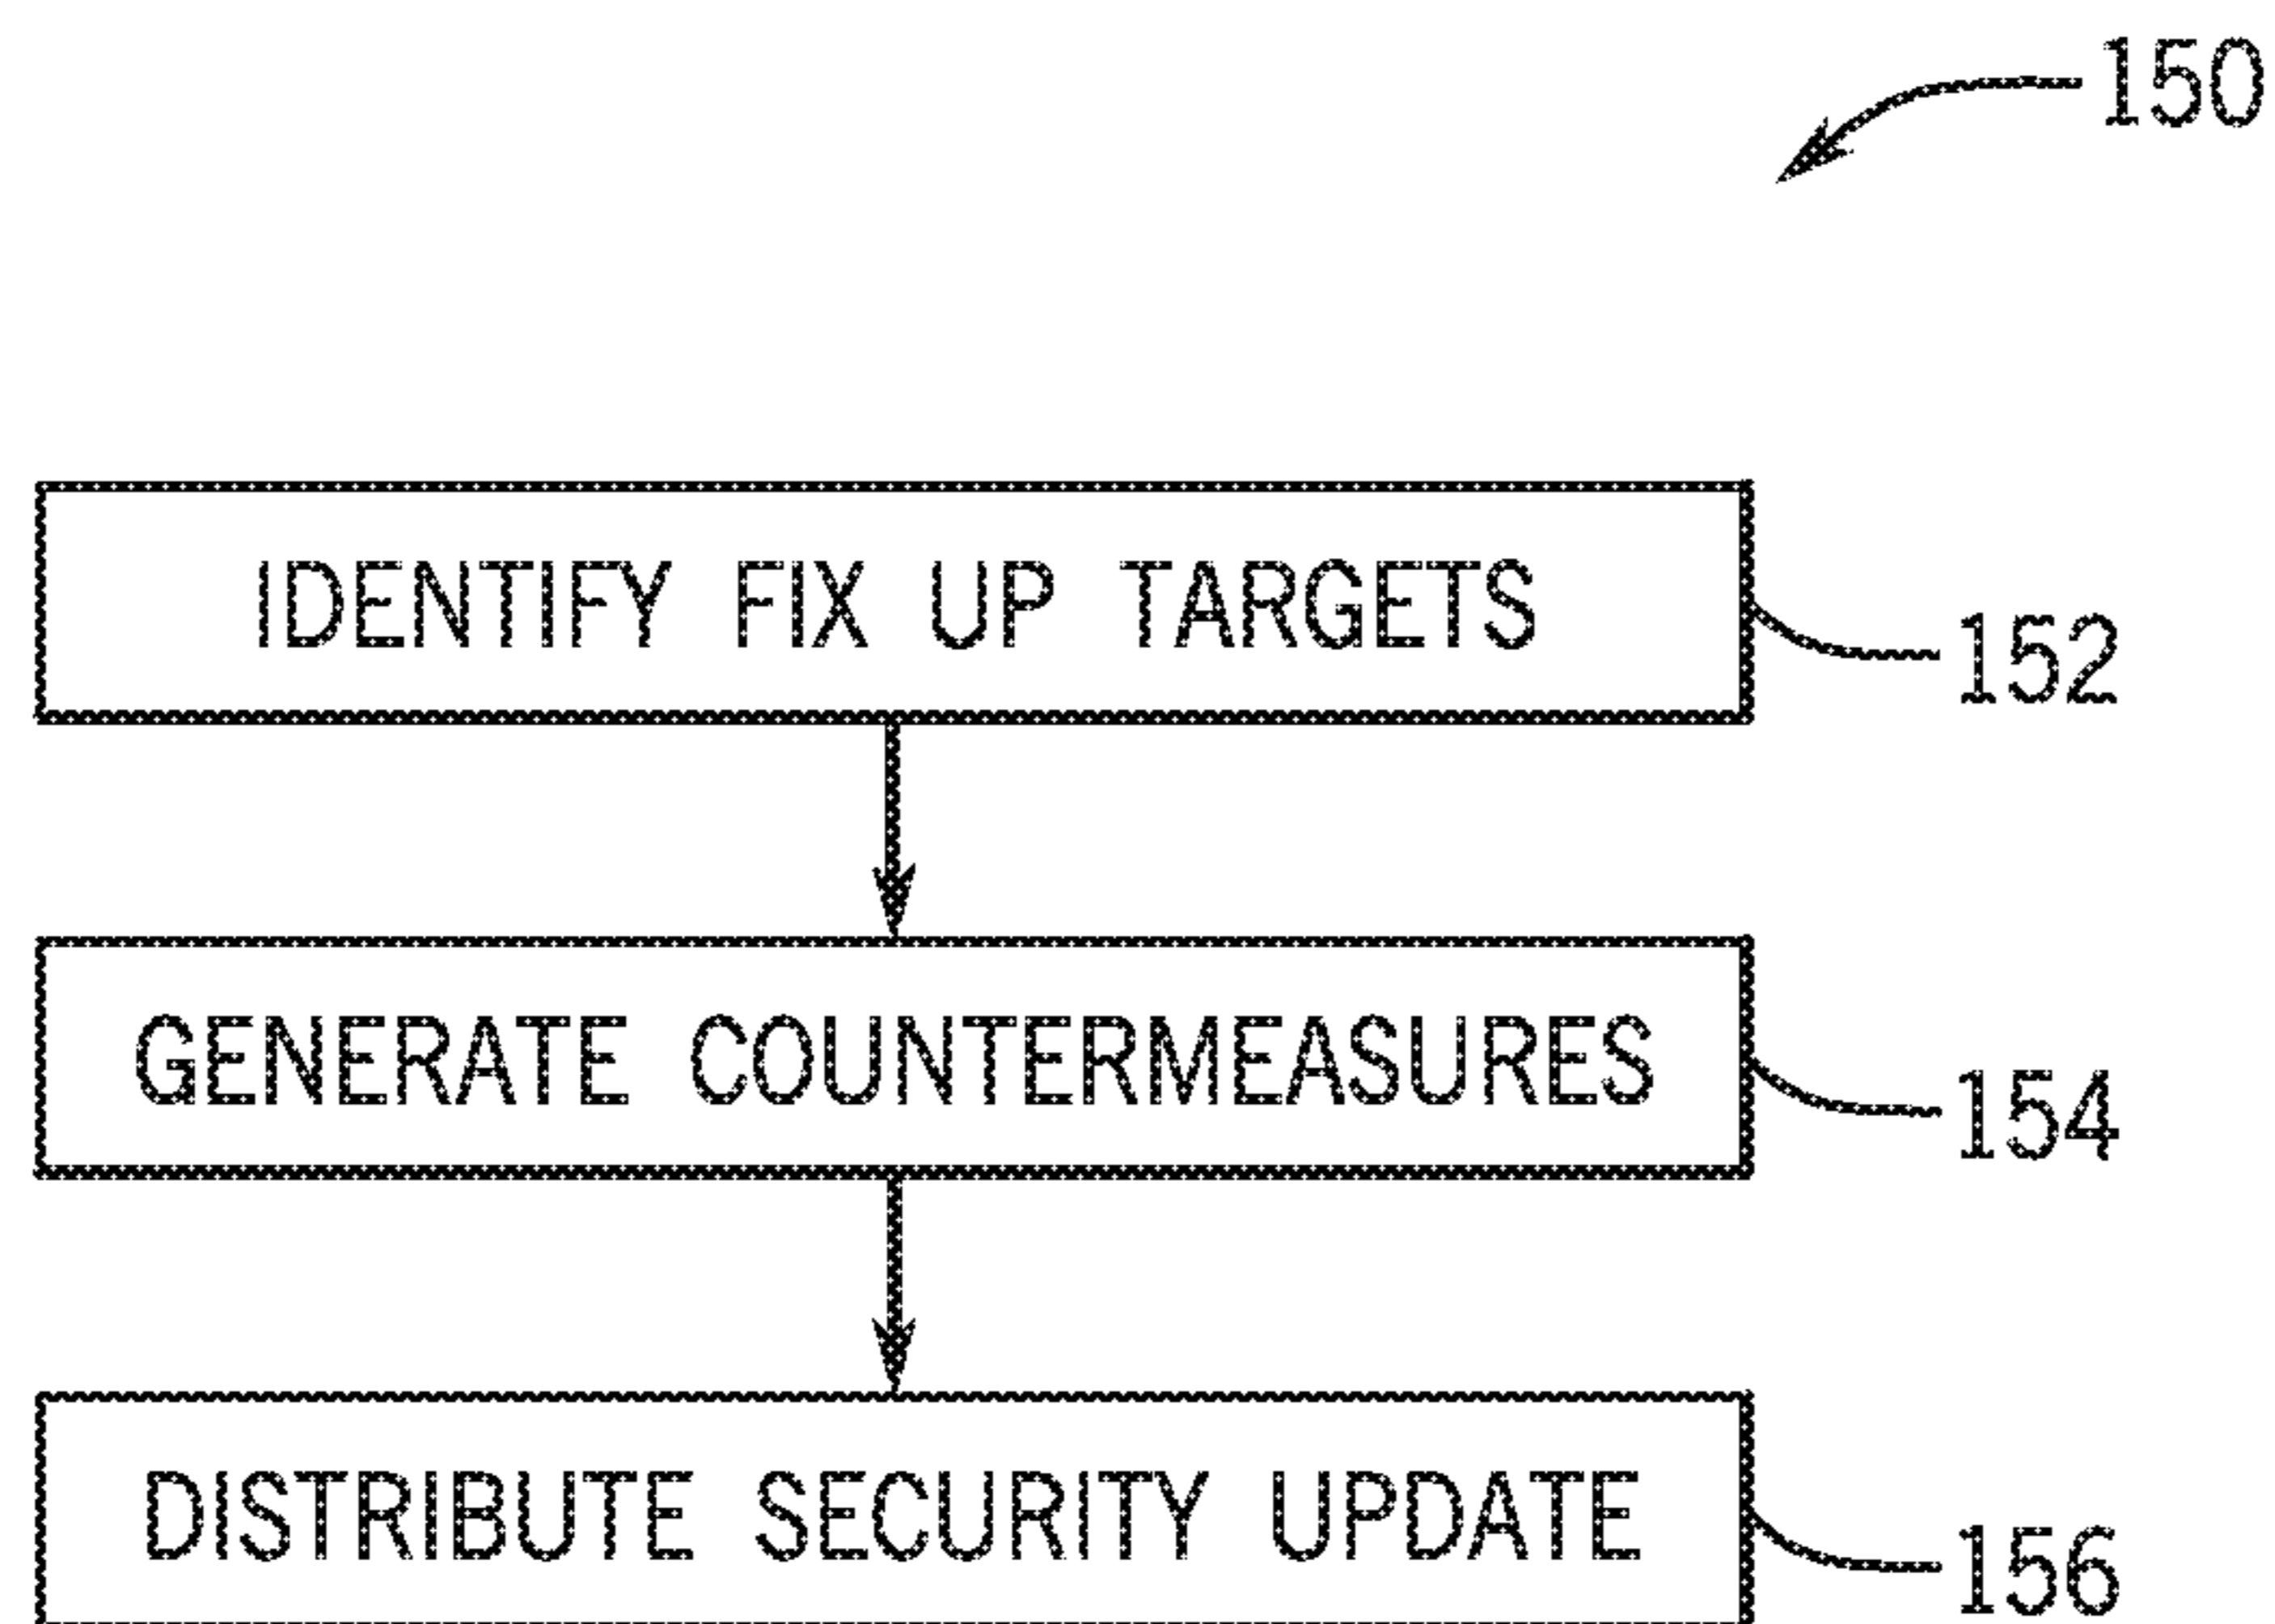 150
IDENTIFY FIX UP TARGETS
152
GENERATE COUNTERMEASURES
154
DISTRIBUTE SECURITY UPDATE
156